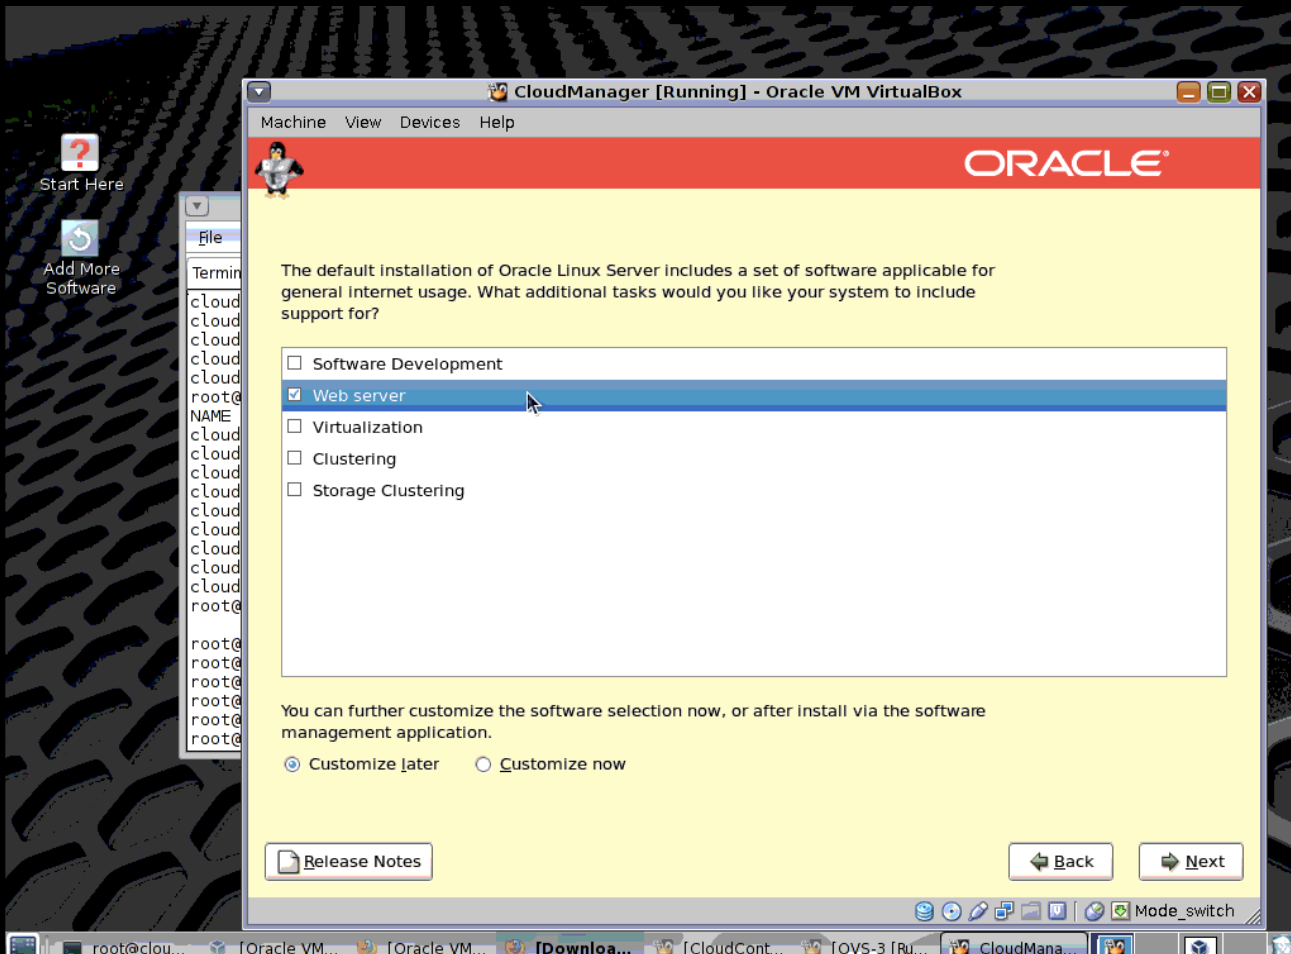 CloudManager [Running] - Oracle VM VirtualBox
Machine View Devices Help
ORACLE®
Start Here
Add More
Software
File
Termin
cloud
cloud
cloud
cloud
cloud
root@
NAME
cloud
cloud
cloud
cloud
cloud
cloud
cloud
cloud
cloud
root@
root@
root@
root@
root@
root@
root@
The default installation of Oracle Linux Server includes a set of software applicable for
general internet usage. What additional tasks would you like your system to include
support for?
Software Development
Web server
Virtualization
Clustering
Storage Clustering
You can further customize the software selection now, or after install via the software
management application.
Customize later Customize now
Release Notes Back Next
Mode_switch
root@clou... [Oracle VM... [Oracle VM... [Downloa... [CloudCont... [OVS-3 [Ru... CloudMana...